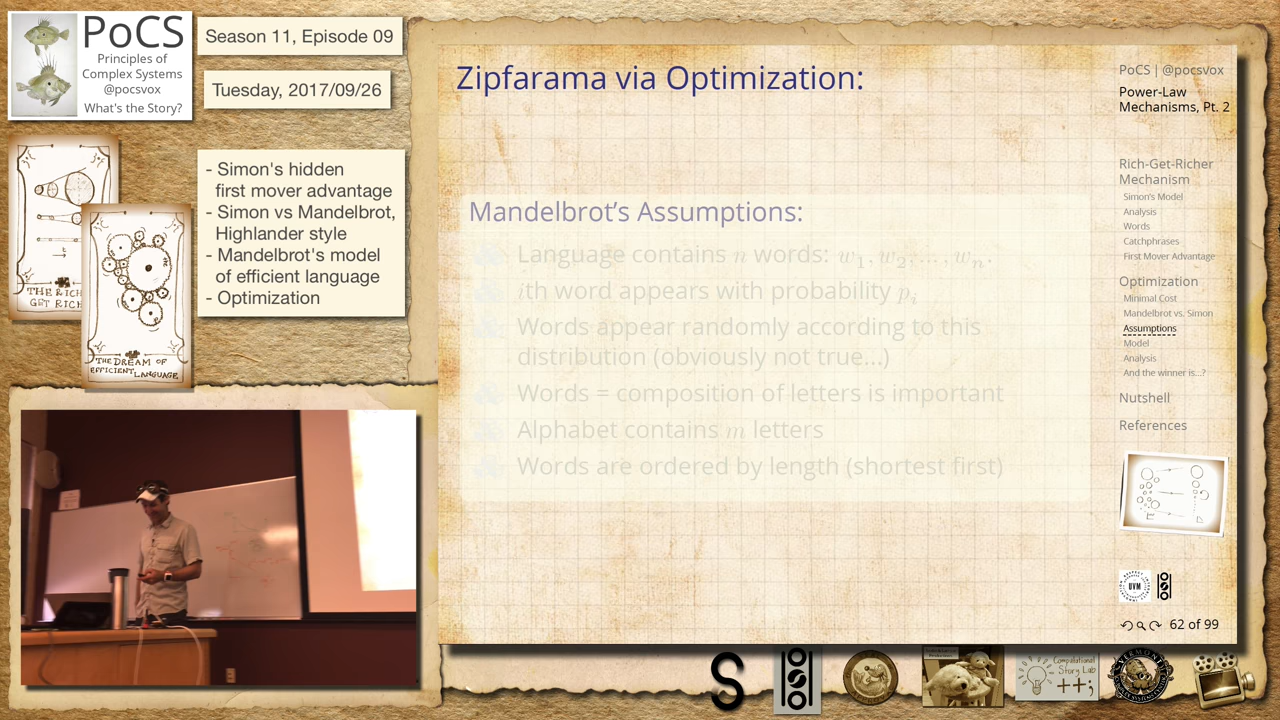 PoCS
Principles of
Complex Systems
@pocsvox
What's the Story?
Season 11, Episode 09
Tuesday, 2017/09/26
- Simon's hidden
first mover advantage
- Simon vs Mandelbrot,
Highlander style
- Mandelbrot's model
of efficient language
- Optimization
THE RICH
GET RICH
THE DREAM OF
EFFICIENT LANGUAGE
Zipfarama via Optimization:
Mandelbrot's Assumptions:
Language contains n words: w₁, w₂, ..., wₙ.
ith word appears with probability pᵢ
Words appear randomly according to this
distribution (obviously not true...)
Words = composition of letters is important
Alphabet contains m letters
Words are ordered by length (shortest first)
PoCS | @pocsvox
Power-Law
Mechanisms, Pt. 2
Rich-Get-Richer
Mechanism
Simon's Model
Analysis
Words
Catchphrases
First Mover Advantage
Optimization
Minimal Cost
Mandelbrot vs. Simon
Assumptions
Model
Analysis
And the winner is...?
Nutshell
References
UVM
62 of 99
Computational
Story Lab
++;
VERMONT